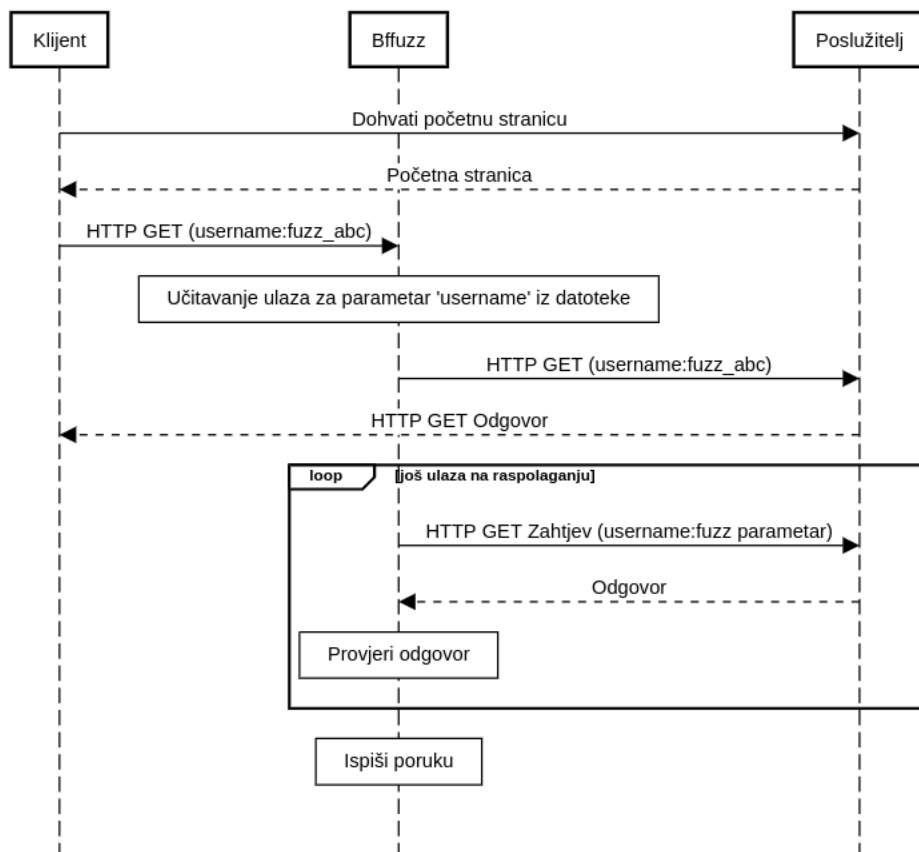 Klijent
Bffuzz
Poslužitelj
Dohvati početnu stranicu
Početna stranica
HTTP GET (username:fuzz_abc)
Učitavanje ulaza za parametar 'username' iz datoteke
HTTP GET (username:fuzz_abc)
HTTP GET Odgovor
loop
[još ulaza na raspolaganju]
HTTP GET Zahtjev (username:fuzz parametar)
Odgovor
Provjeri odgovor
Ispiši poruku